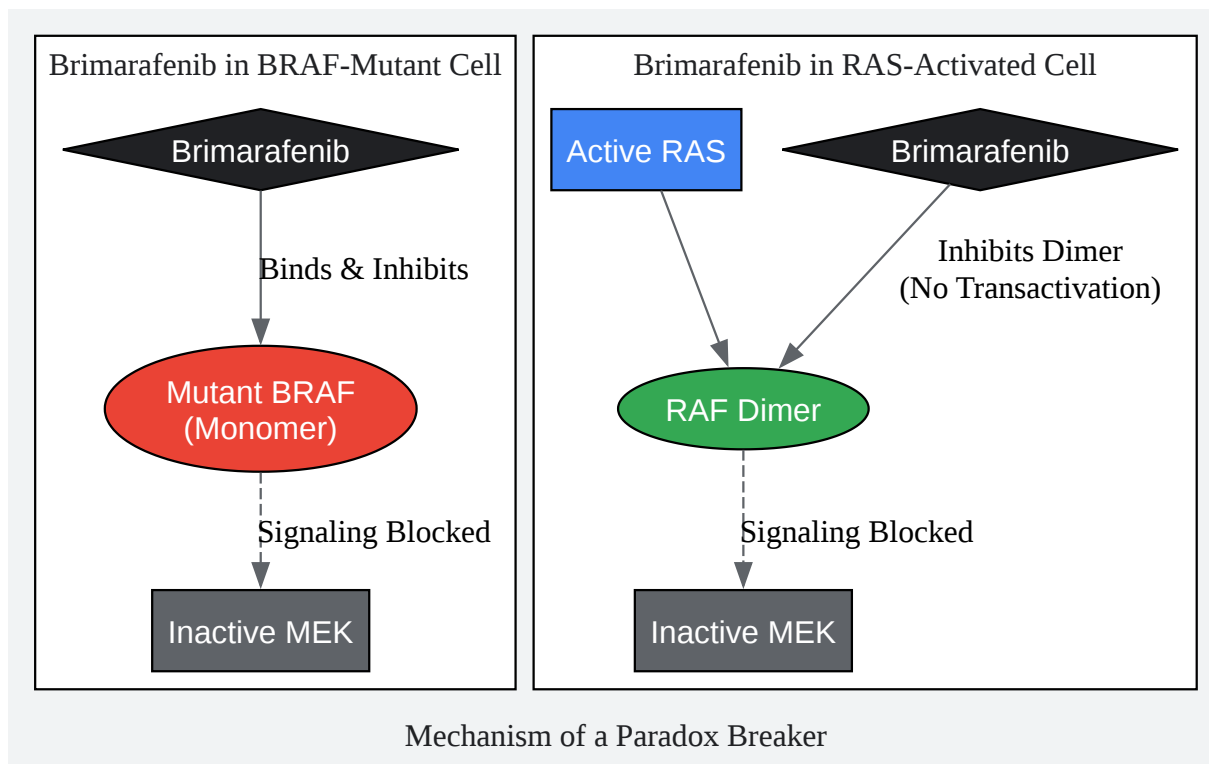 Brimarafenib in BRAF-Mutant Cell
Brimarafenib
Binds & Inhibits
Mutant BRAF
(Monomer)
Signaling Blocked
Inactive MEK
Brimarafenib in RAS-Activated Cell
Active RAS
Brimarafenib
Inhibits Dimer
(No Transactivation)
RAF Dimer
Signaling Blocked
Inactive MEK
Mechanism of a Paradox Breaker